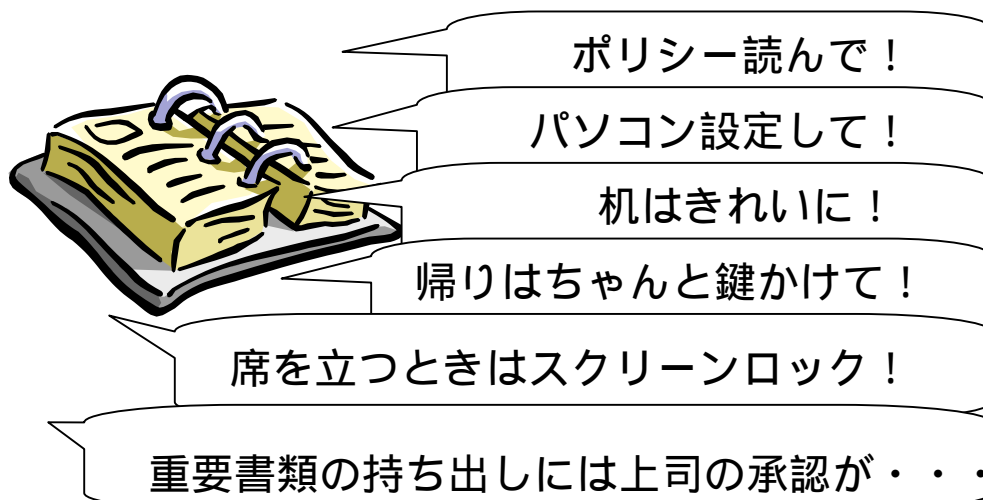 ポリシー読んで！
パソコン設定して！
机はきれいに！
帰りはちゃんと鍵かけて！
席を立つときはスクリーンロック！
重要書類の持ち出しには上司の承認が・・・